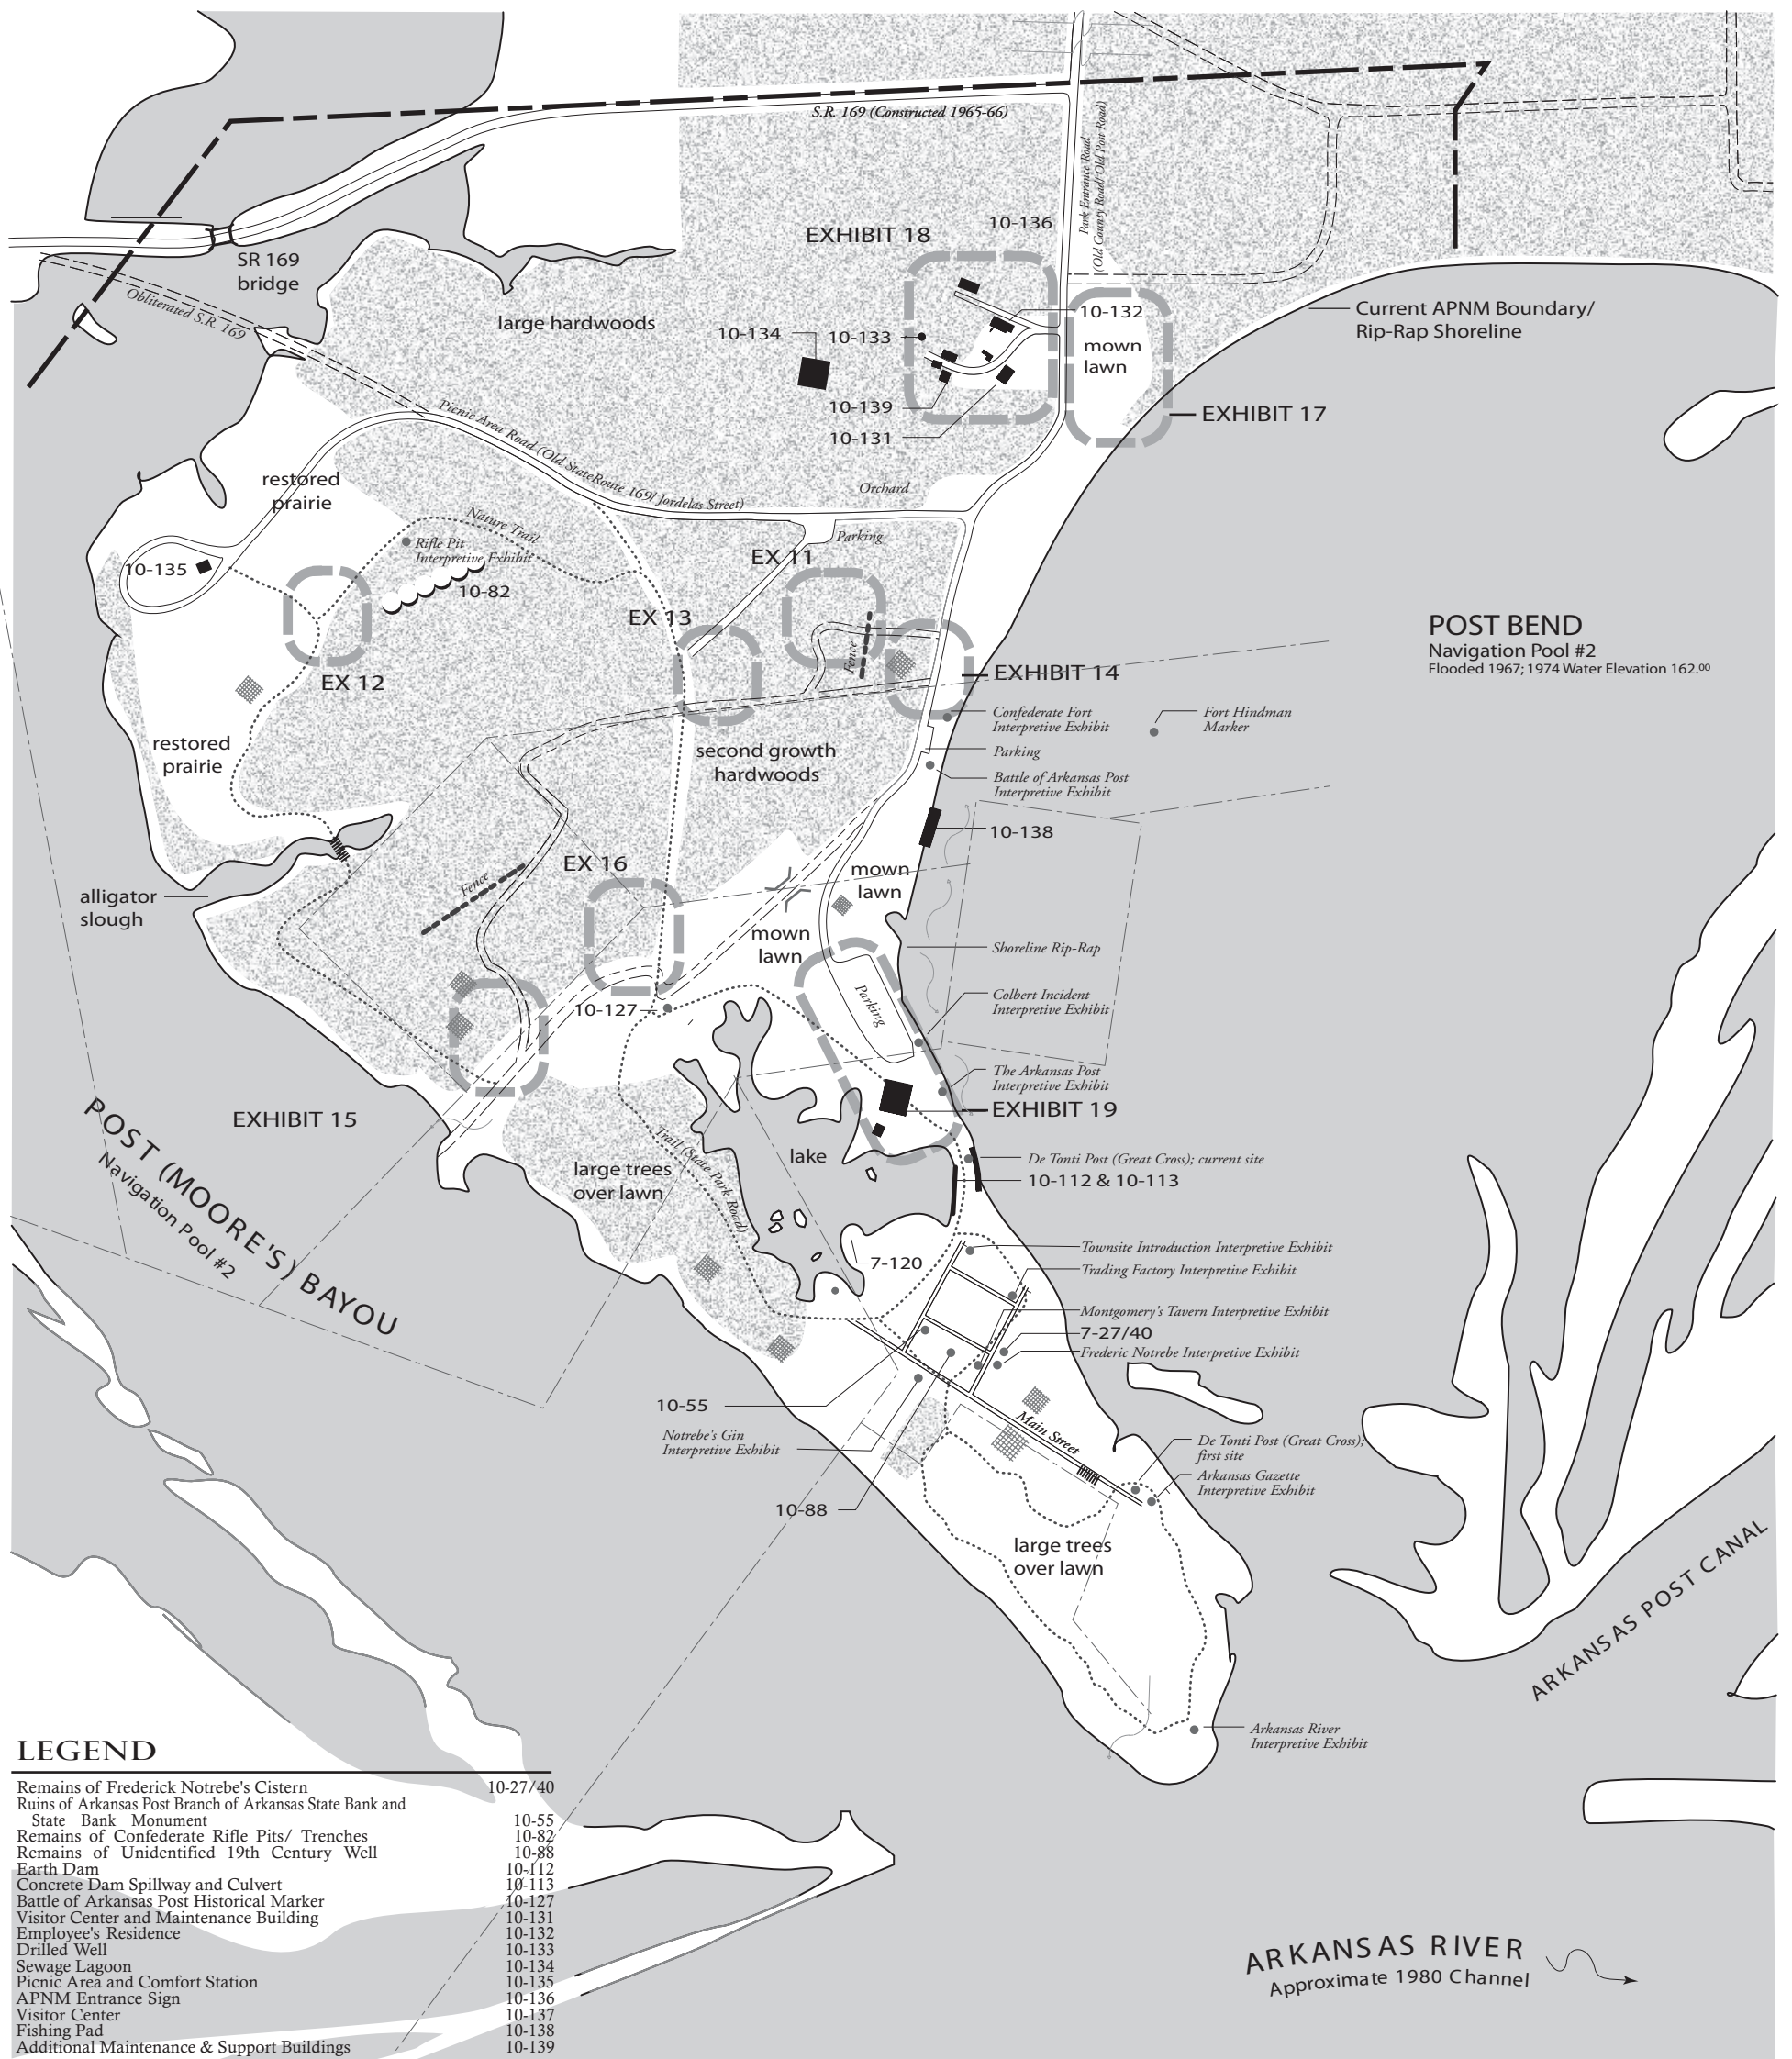 S.R. 169 (Constructed 1965-66)
Park Entrance Road
(Old County Road/ Old Post Road)
10-136
EXHIBIT 18
SR 169
bridge
Obliterated S.R. 169
large hardwoods
10-134
10-133
10-132
mown
lawn
Current APNM Boundary/
Rip-Rap Shoreline
10-139
10-131
EXHIBIT 17
Picnic Area Road (Old StateRoute 169/ Jordelas Street)
Orchard
restored
prairie
Nature Trail
Rifle Pit
Interpretive Exhibit
Parking
EX 11
10-135
10-82
EX 13
Fence
EX 12
EXHIBIT 14
POST BEND
Navigation Pool #2
Flooded 1967; 1974 Water Elevation 162.00
Confederate Fort
Interpretive Exhibit
Fort Hindman
Marker
restored
prairie
second growth
hardwoods
Parking
Battle of Arkansas Post
Interpretive Exhibit
10-138
EX 16
mown
lawn
Fence
alligator
slough
mown
lawn
Shoreline Rip-Rap
Parking
Colbert Incident
Interpretive Exhibit
10-127
The Arkansas Post
Interpretive Exhibit
EXHIBIT 19
EXHIBIT 15
POST (MOORE'S) BAYOU
Navigation Pool #2
large trees
over lawn
Trail (State Park Road)
lake
De Tonti Post (Great Cross); current site
10-112 & 10-113
Townsite Introduction Interpretive Exhibit
7-120
Trading Factory Interpretive Exhibit
Montgomery's Tavern Interpretive Exhibit
7-27/40
Frederic Notrebe Interpretive Exhibit
10-55
Main Street
Notrebe's Gin
Interpretive Exhibit
De Tonti Post (Great Cross);
first site
Arkansas Gazette
Interpretive Exhibit
10-88
large trees
over lawn
ARKANSAS POST CANAL
Arkansas River
Interpretive Exhibit
ARKANSAS RIVER
Approximate 1980 Channel
LEGEND
Remains of Frederick Notrebe's Cistern 10-27/40
Ruins of Arkansas Post Branch of Arkansas State Bank and
State Bank Monument 10-55
Remains of Confederate Rifle Pits/ Trenches 10-82
Remains of Unidentified 19th Century Well 10-88
Earth Dam 10-112
Concrete Dam Spillway and Culvert 10-113
Battle of Arkansas Post Historical Marker 10-127
Visitor Center and Maintenance Building 10-131
Employee's Residence 10-132
Drilled Well 10-133
Sewage Lagoon 10-134
Picnic Area and Comfort Station 10-135
APNM Entrance Sign 10-136
Visitor Center 10-137
Fishing Pad 10-138
Additional Maintenance & Support Buildings 10-139